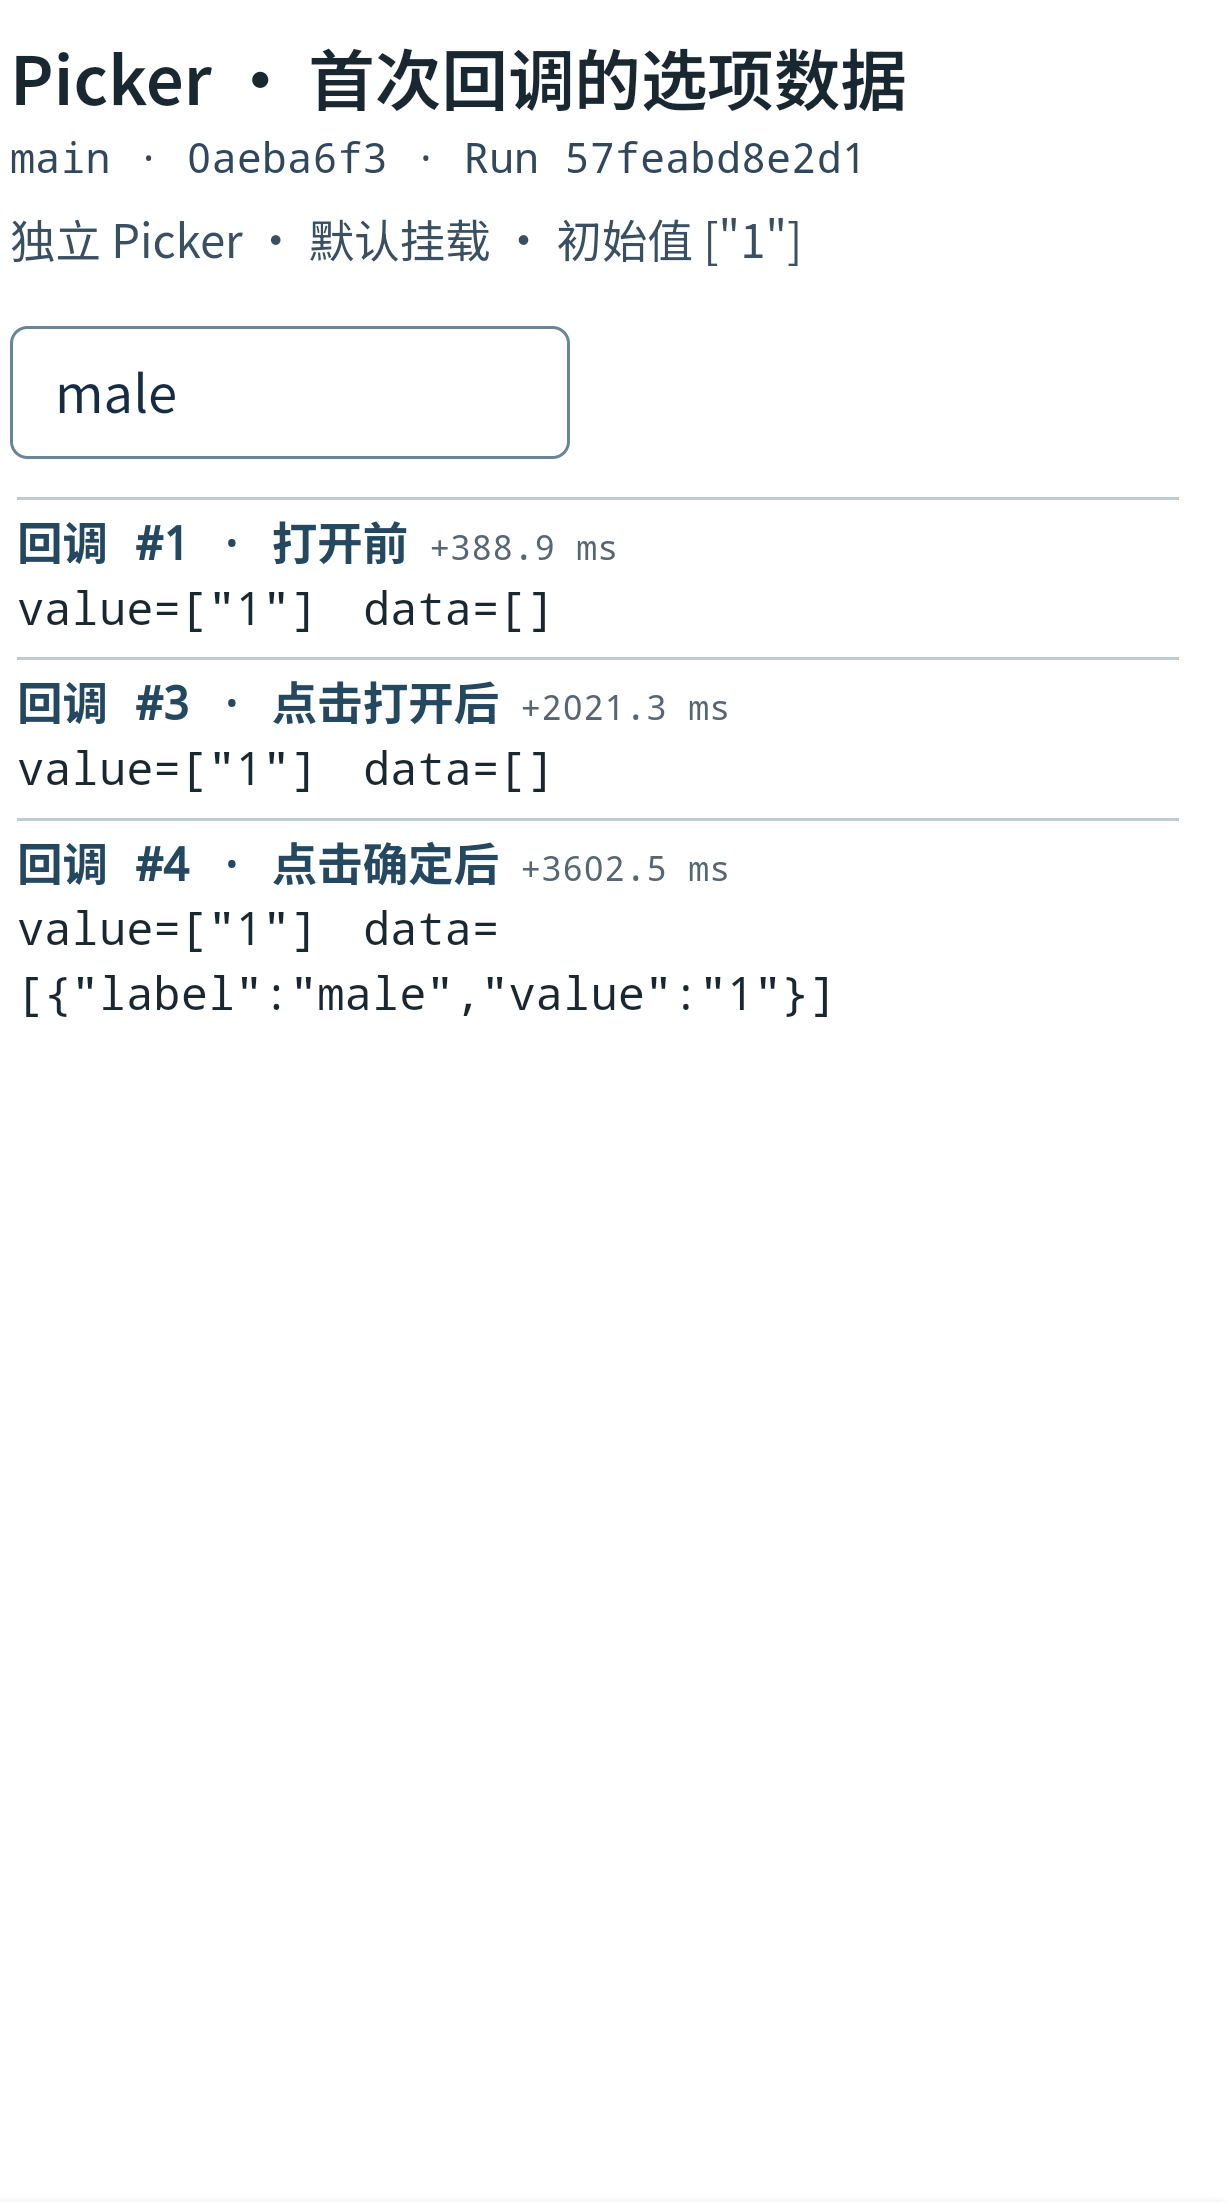 Picker · 首次回调的选项数据
main · 0aeba6f3 · Run 57feabd8e2d1
独立 Picker · 默认挂载 · 初始值 ["1"]
male
回调 #1 · 打开前 +388.9 ms
value=["1"] data=[]
回调 #3 · 点击打开后 +2021.3 ms
value=["1"] data=[]
回调 #4 · 点击确定后 +3602.5 ms
value=["1"] data=
[{"label":"male","value":"1"}]